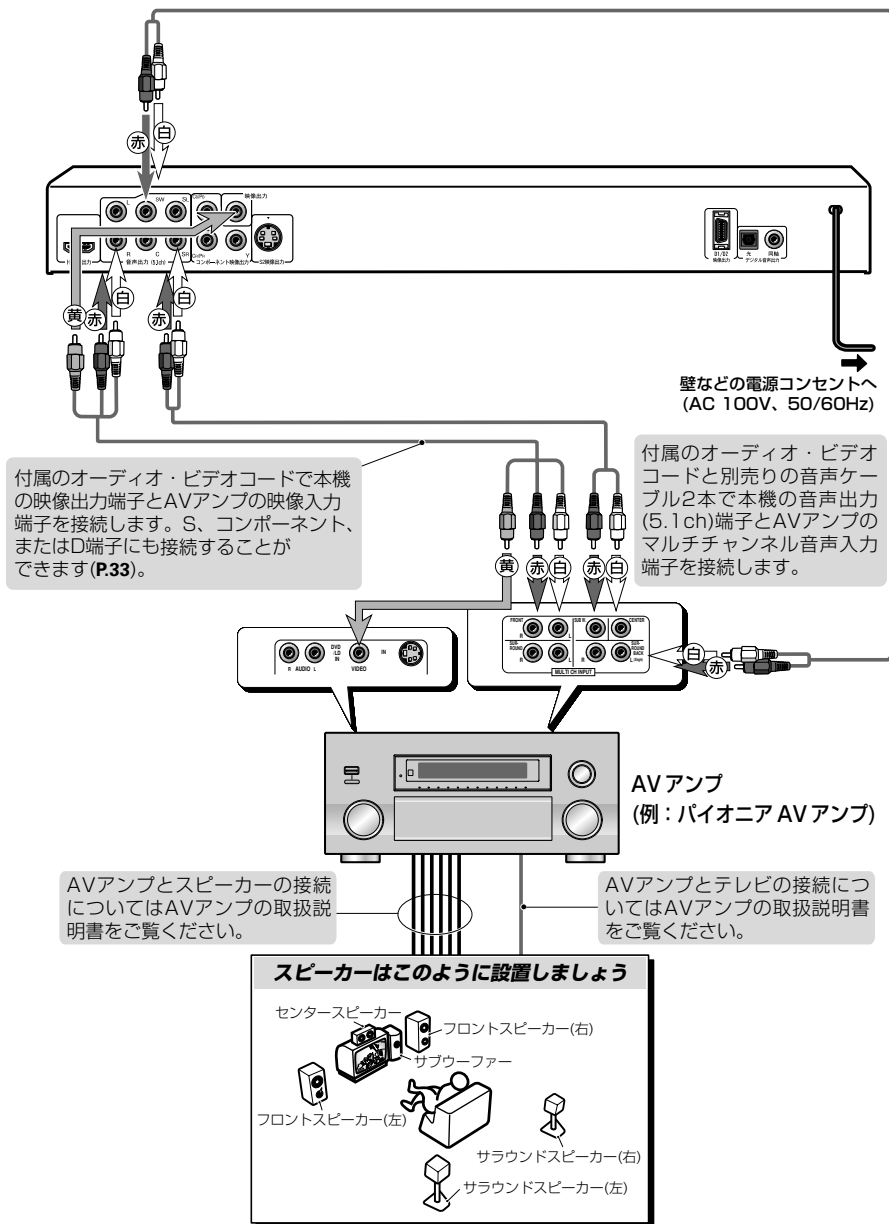 赤
白
L
SW
SL
映像出力
R
C
SR
音声出力 (5.1ch)
コンポーネント映像出力
Y
S2映像出力
D1/D2
映像出力
光
同軸
デジタル音声出力
黄
赤
白
赤
白
壁などの電源コンセントへ
(AC 100V、50/60Hz)
付属のオーディオ・ビデオコードで本機
の映像出力端子とAVアンプの映像入力
端子を接続します。S、コンポーネント、
またはD端子にも接続することが
できます(P.33)。
付属のオーディオ・ビデオ
コードと別売りの音声ケー
ブル2本で本機の音声出力
(5.1ch)端子とAVアンプの
マルチチャンネル音声入力
端子を接続します。
黄
赤
白
赤
白
R AUDIO L
DVD
/LD
IN
VIDEO
IN
FRONT
R
L
SUB W.
CENTER
SUR-
ROUND
R
L
R
SUR-
ROUND
BACK
L (Single)
MULTI CH INPUT
白
赤
AVアンプ
(例：パイオニア AVアンプ)
AVアンプとスピーカーの接続
についてはAVアンプの取扱説
明書をご覧ください。
AVアンプとテレビの接続につ
いてはAVアンプの取扱説明書
をご覧ください。
スピーカーはこのように設置しましょう
センタースピーカー
フロントスピーカー(右)
サブウーファー
フロントスピーカー(左)
サラウンドスピーカー(右)
サラウンドスピーカー(左)